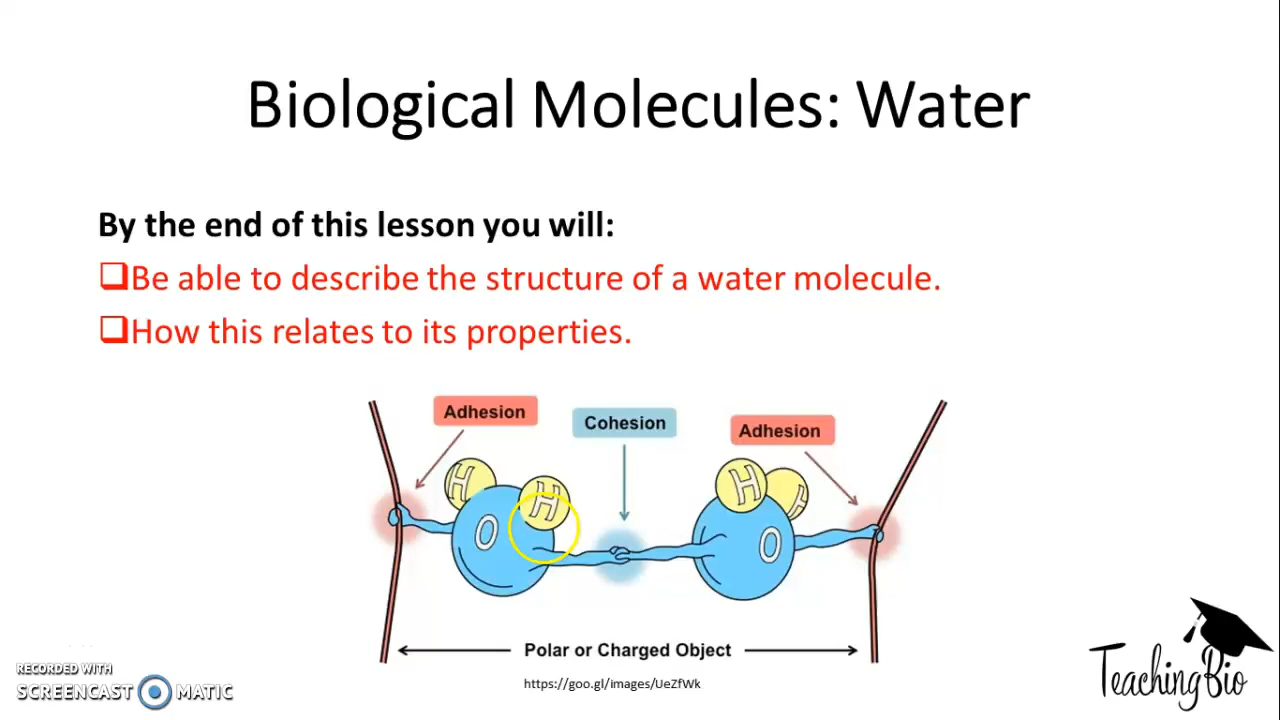 Biological Molecules: Water
By the end of this lesson you will:
❑Be able to describe the structure of a water molecule.
❑How this relates to its properties.
Adhesion
Cohesion
Adhesion
H
H
H
H
O
O
Polar or Charged Object
https://goo.gl/images/UeZfWk
RECORDED WITH
SCREENCAST MATIC
TeachingBio